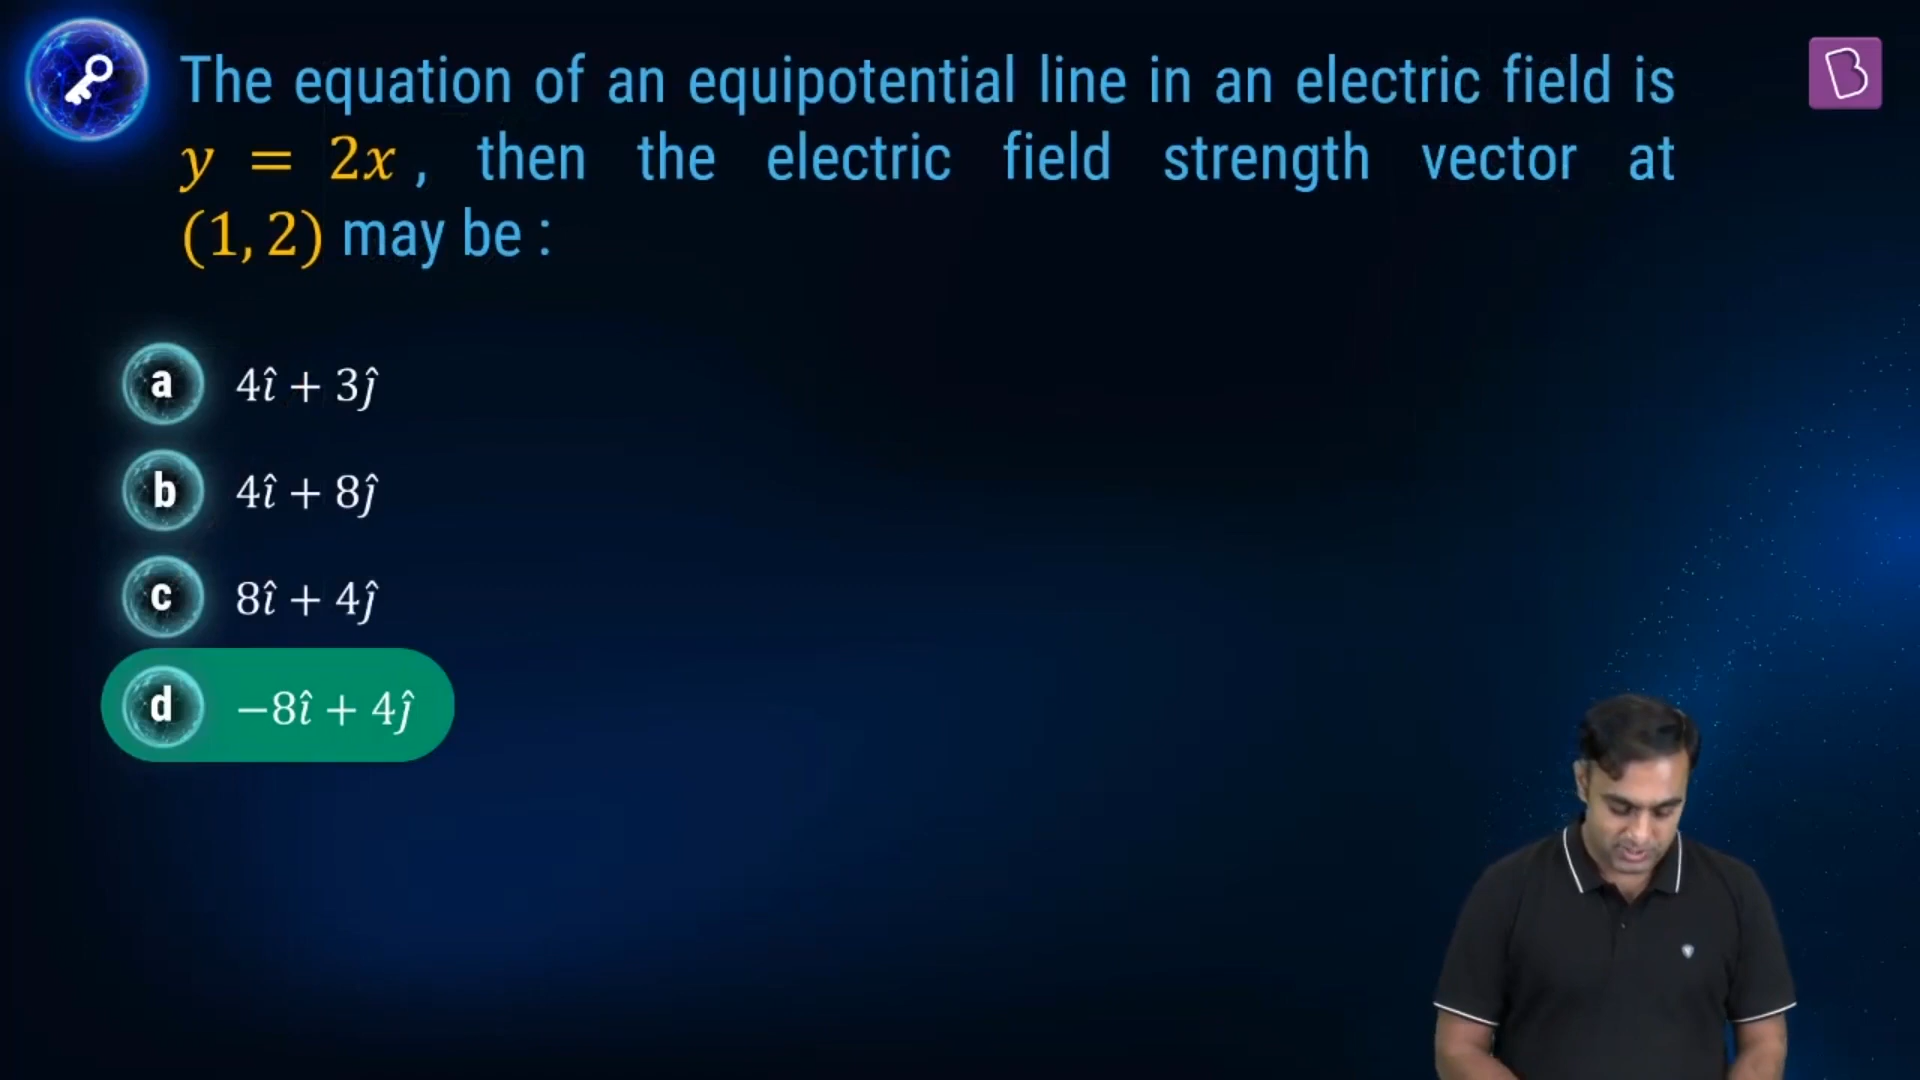 The equation of an equipotential line in an electric field is
y = 2x , then the electric field strength vector at
(1, 2) may be :
B
a 4î + 3ĵ
b 4î + 8ĵ
c 8î + 4ĵ
d −8î + 4ĵ